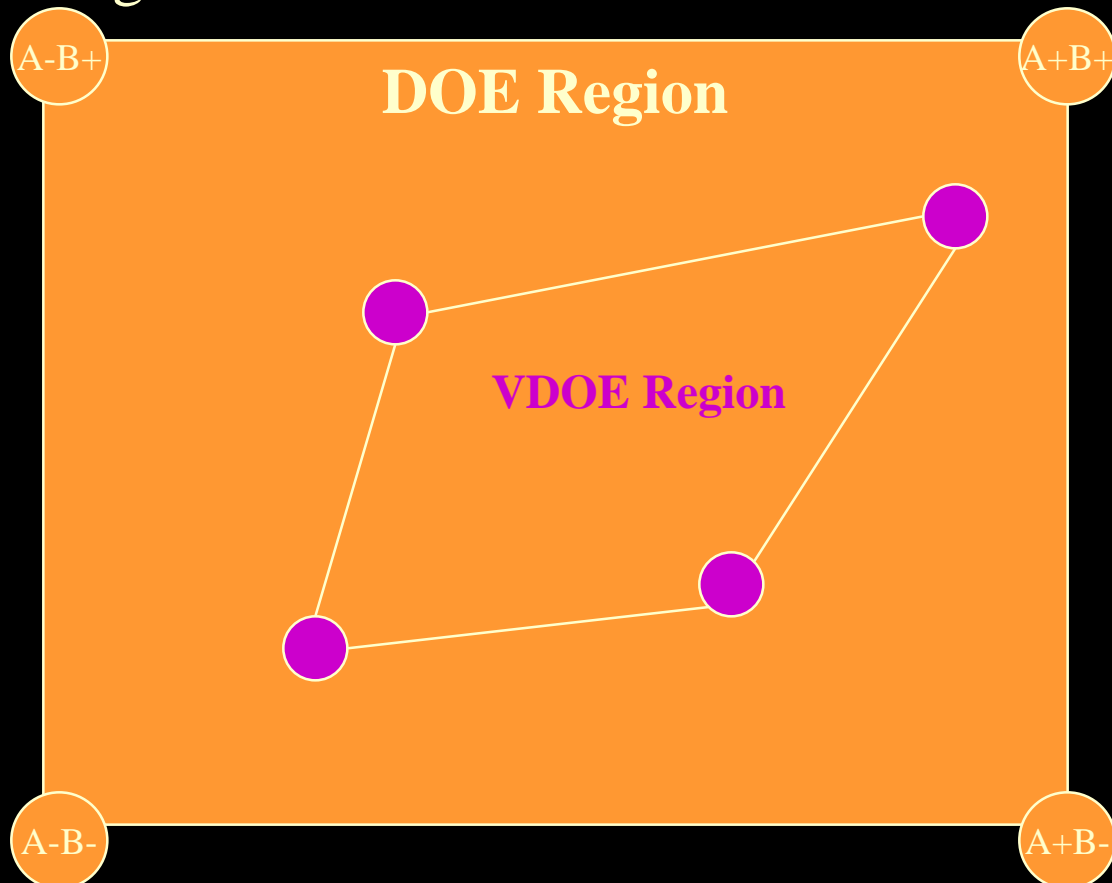 A-B+
A+B+
DOE Region
VDOE Region
A-B-
A+B-